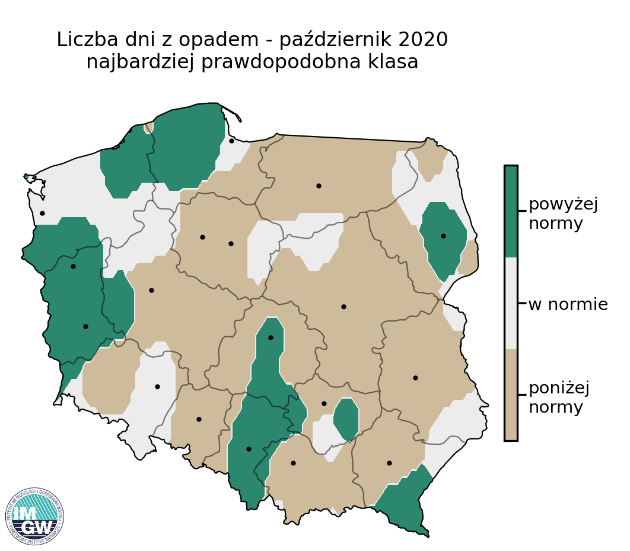 Liczba dni z opadem - październik 2020
najbardziej prawdopodobna klasa
powyżej
normy
w normie
poniżej
normy
IM
GW